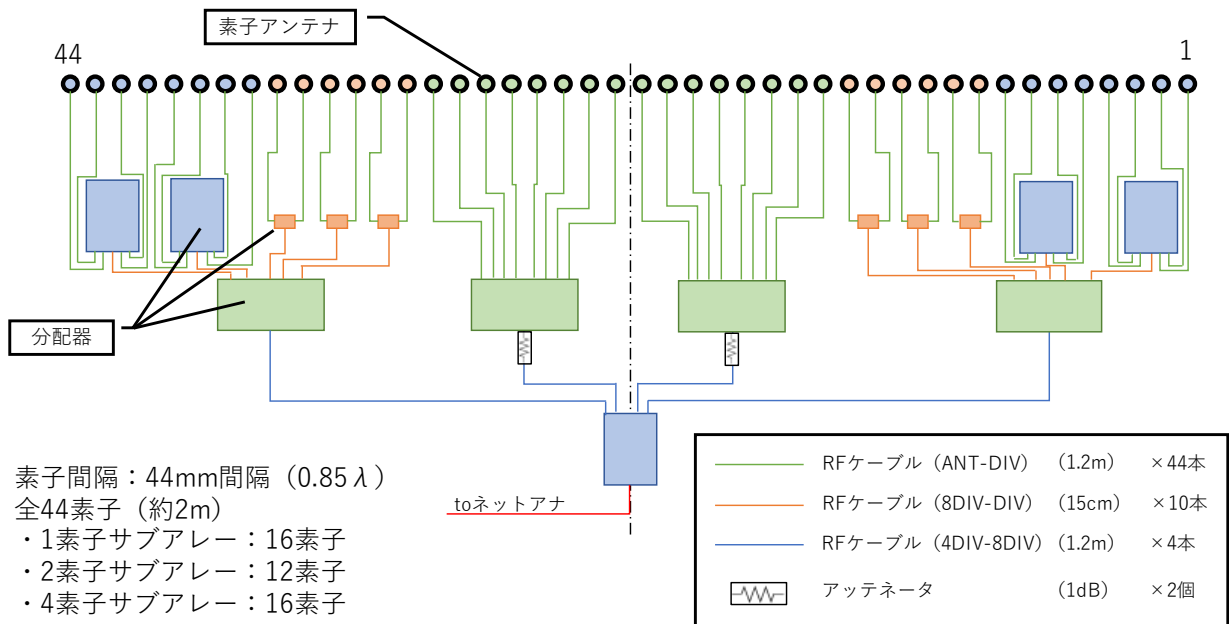 素子アンテナ
44
1
分配器
素子間隔：44mm間隔（0.85λ）
全44素子（約2m）
・1素子サブアレー：16素子
・2素子サブアレー：12素子
・4素子サブアレー：16素子
toネットアナ
RFケーブル（ANT-DIV） （1.2m） ×44本
RFケーブル（8DIV-DIV） （15cm） ×10本
RFケーブル（4DIV-8DIV） （1.2m） ×4本
アッテネータ （1dB） ×2個